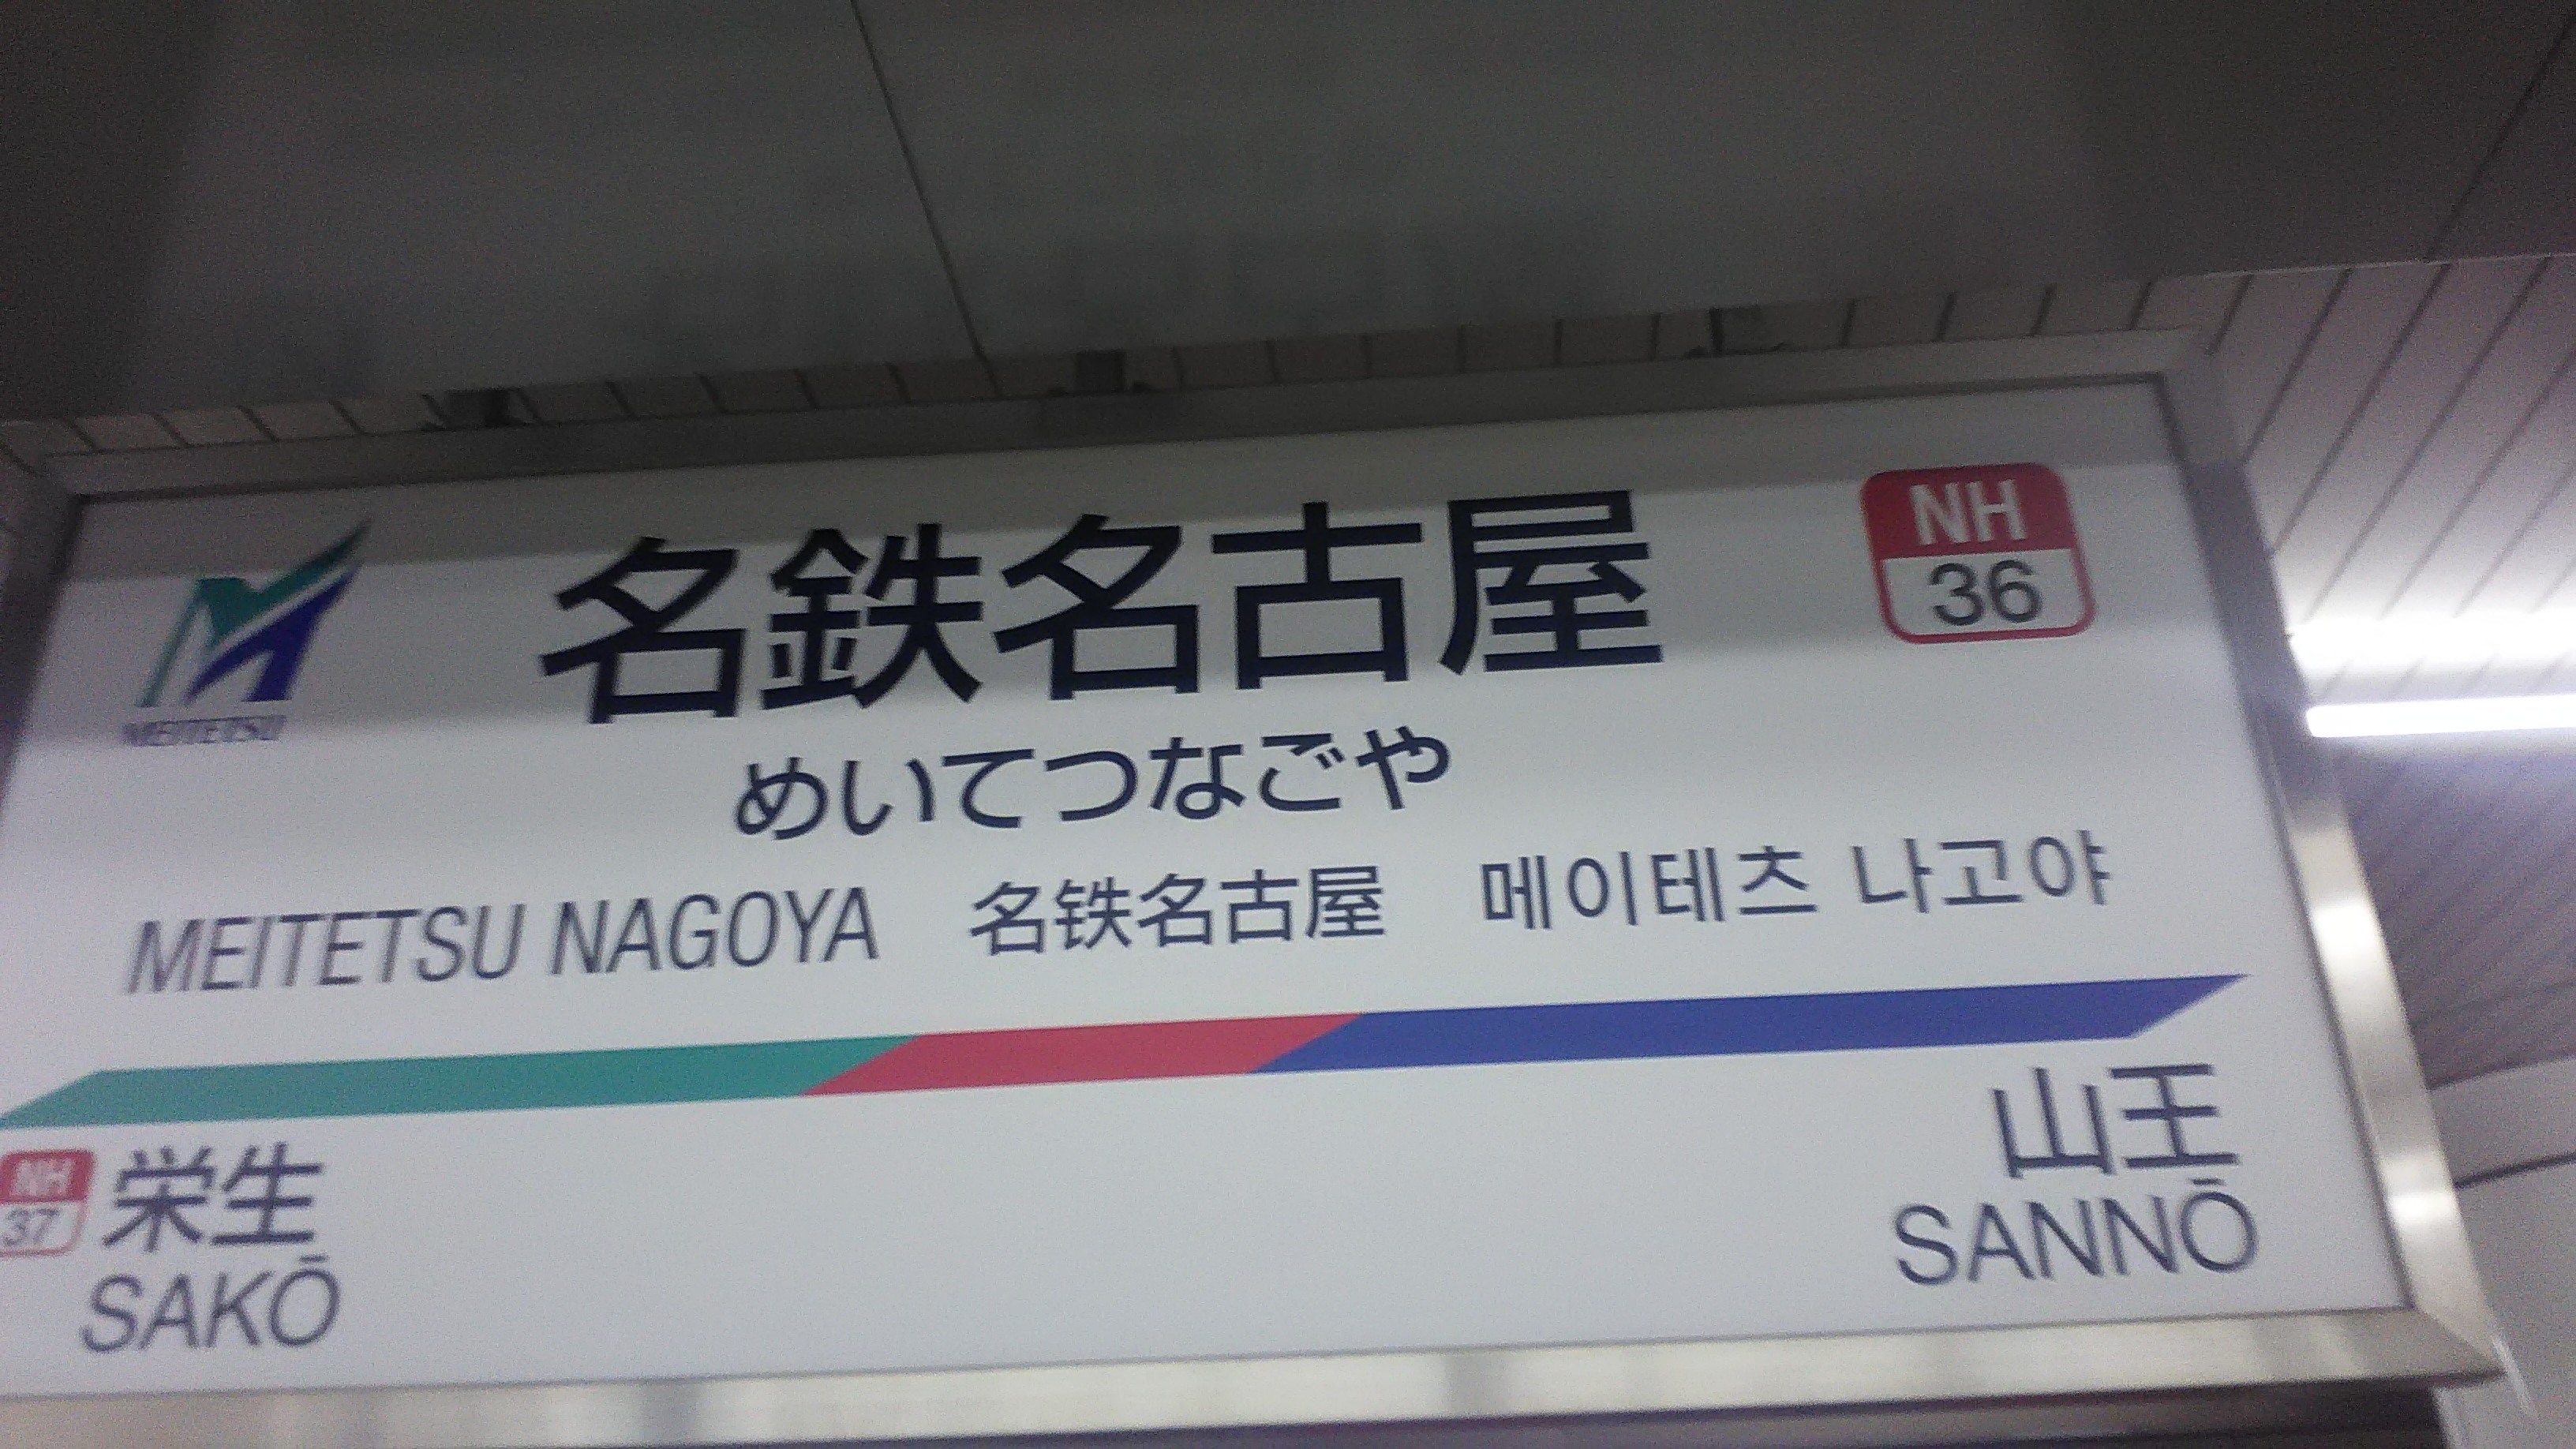 MEITETSU
名鉄名古屋
NH
36
めいてつなごや
MEITETSU NAGOYA 名铁名古屋 메이테츠 나고야
NH
37
栄生
SAKŌ
山王
SANNŌ